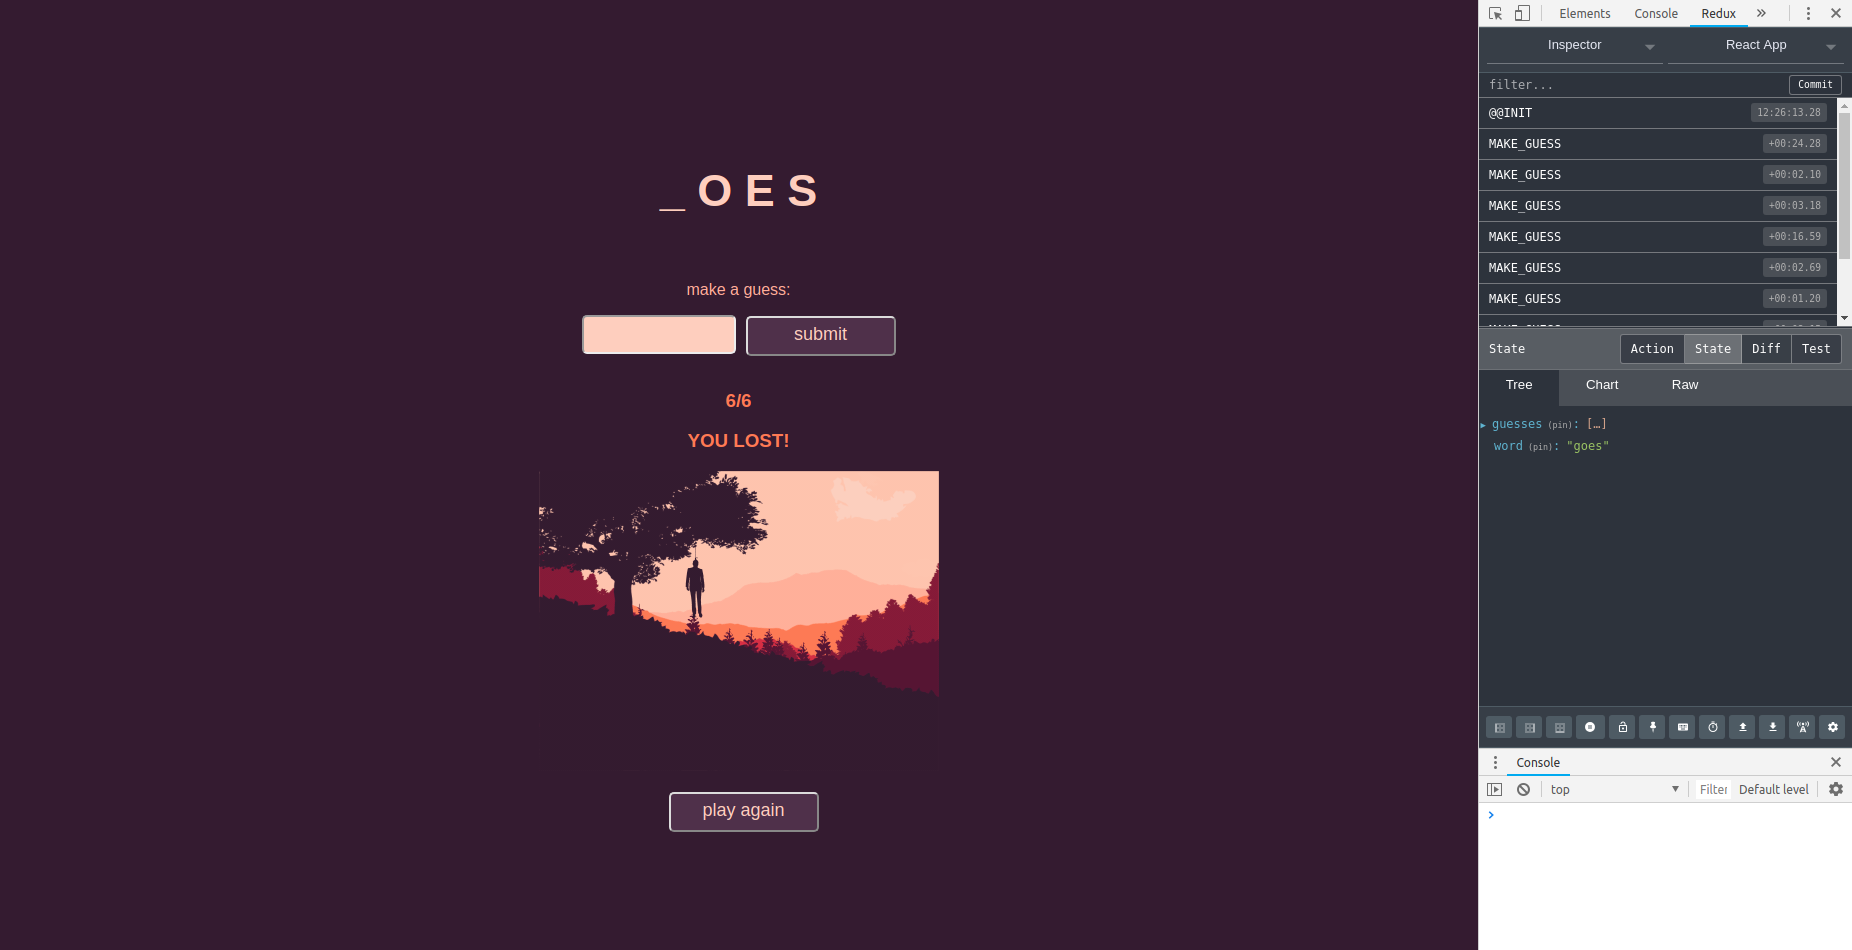 _ O E S
make a guess:
submit
6/6
YOU LOST!
play again
Elements Console Redux »
Inspector React App
filter... Commit
@@INIT 12:26:13.28
MAKE_GUESS +00:24.28
MAKE_GUESS +00:02.10
MAKE_GUESS +00:03.18
MAKE_GUESS +00:16.59
MAKE_GUESS +00:02.69
MAKE_GUESS +00:01.20
State Action State Diff Test
Tree Chart Raw
guesses (pin): […]
word (pin): "goes"
Console
top Filter Default level